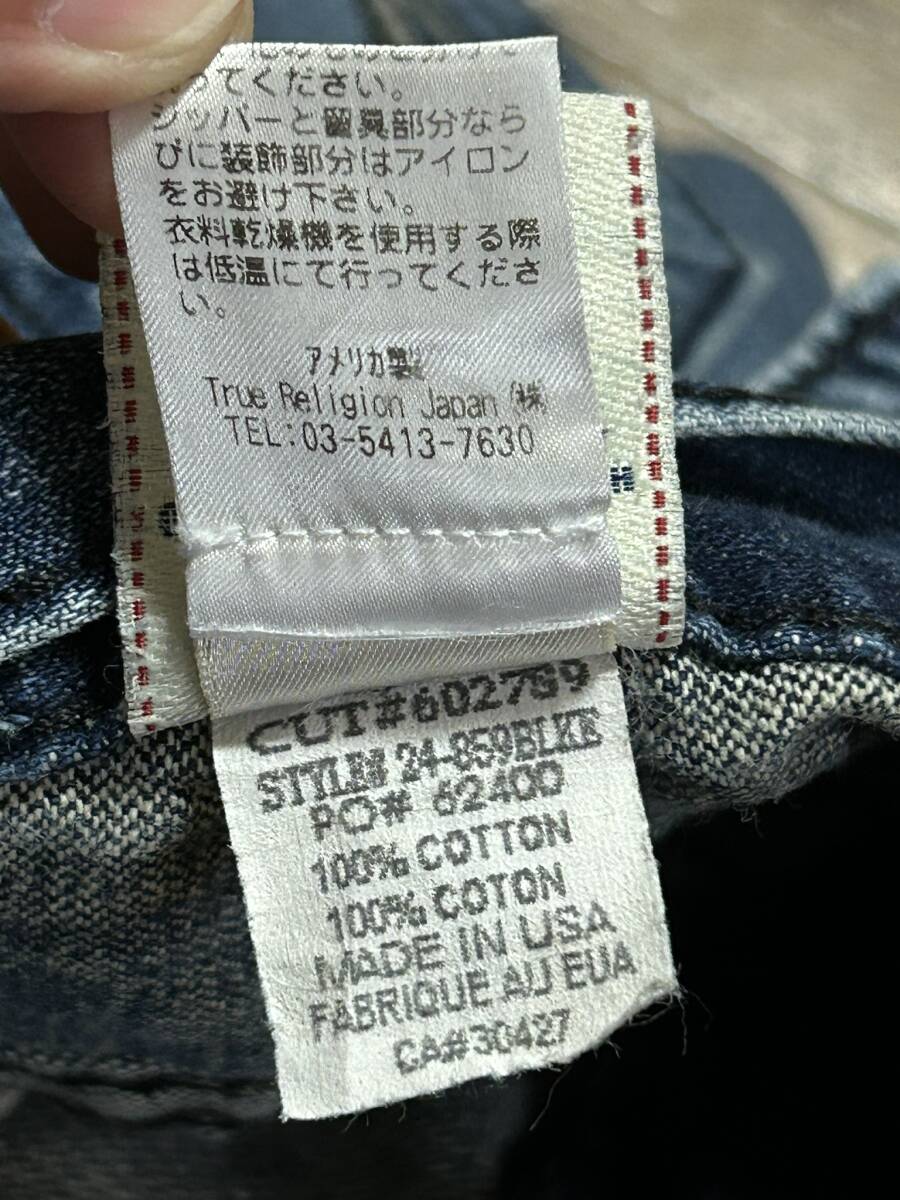 ってください。
ジッパーと留具部分なら
びに装飾部分はアイロン
をお避け下さい。
衣料乾燥機を使用する際
は低温にて行ってくださ
い。
アメリカ製
True Religion Japan ㈱
TEL:03-5413-7630
CUT#602789
24-859BLKE
PO# 62400
100% COTTON
100% COTON
MADE IN USA
FABRIQUE AU EUA
CA#30427